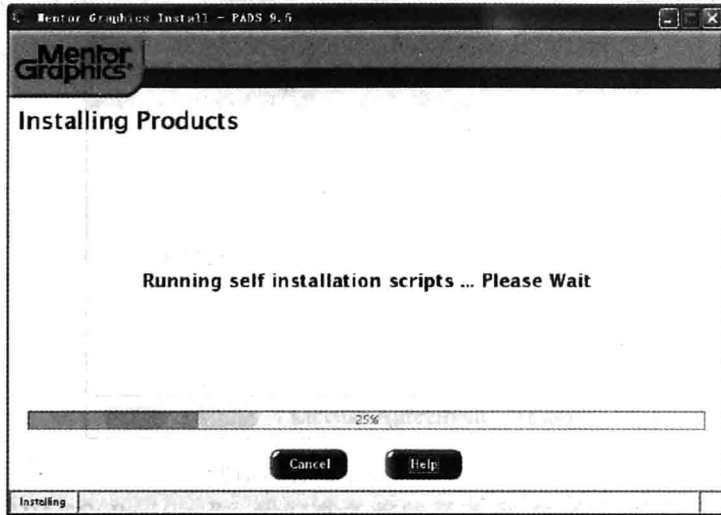 Mentor Graphics Install - PADS 9.5
Mentor
Graphics®
Installing Products
Running self installation scripts ... Please Wait
25%
Cancel
Help
Installing